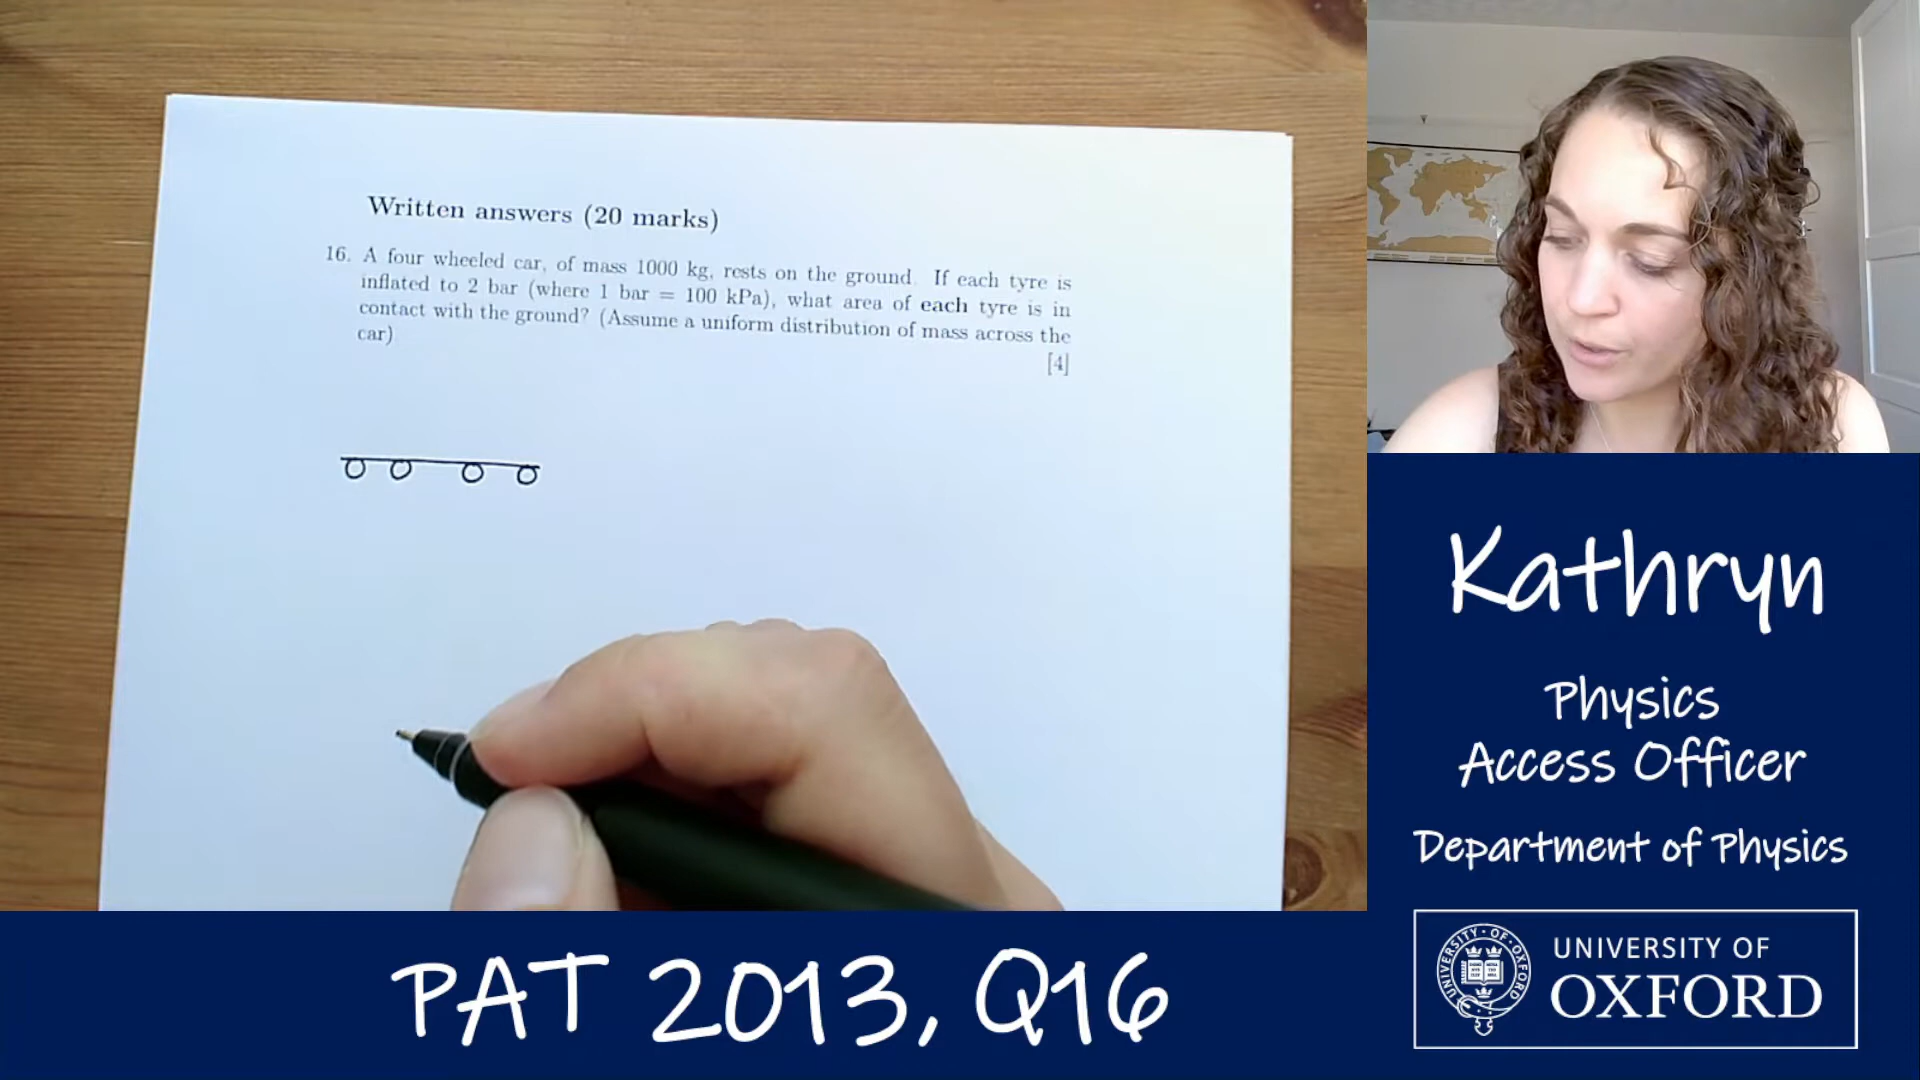 Written answers (20 marks)
16. A four wheeled car, of mass 1000 kg, rests on the ground. If each tyre is
inflated to 2 bar (where 1 bar = 100 kPa), what area of each tyre is in
contact with the ground? (Assume a uniform distribution of mass across the
car)
[4]
Kathryn
Physics
Access Officer
Department of Physics
UNIVERSITY OF
OXFORD
PAT 2013, Q16